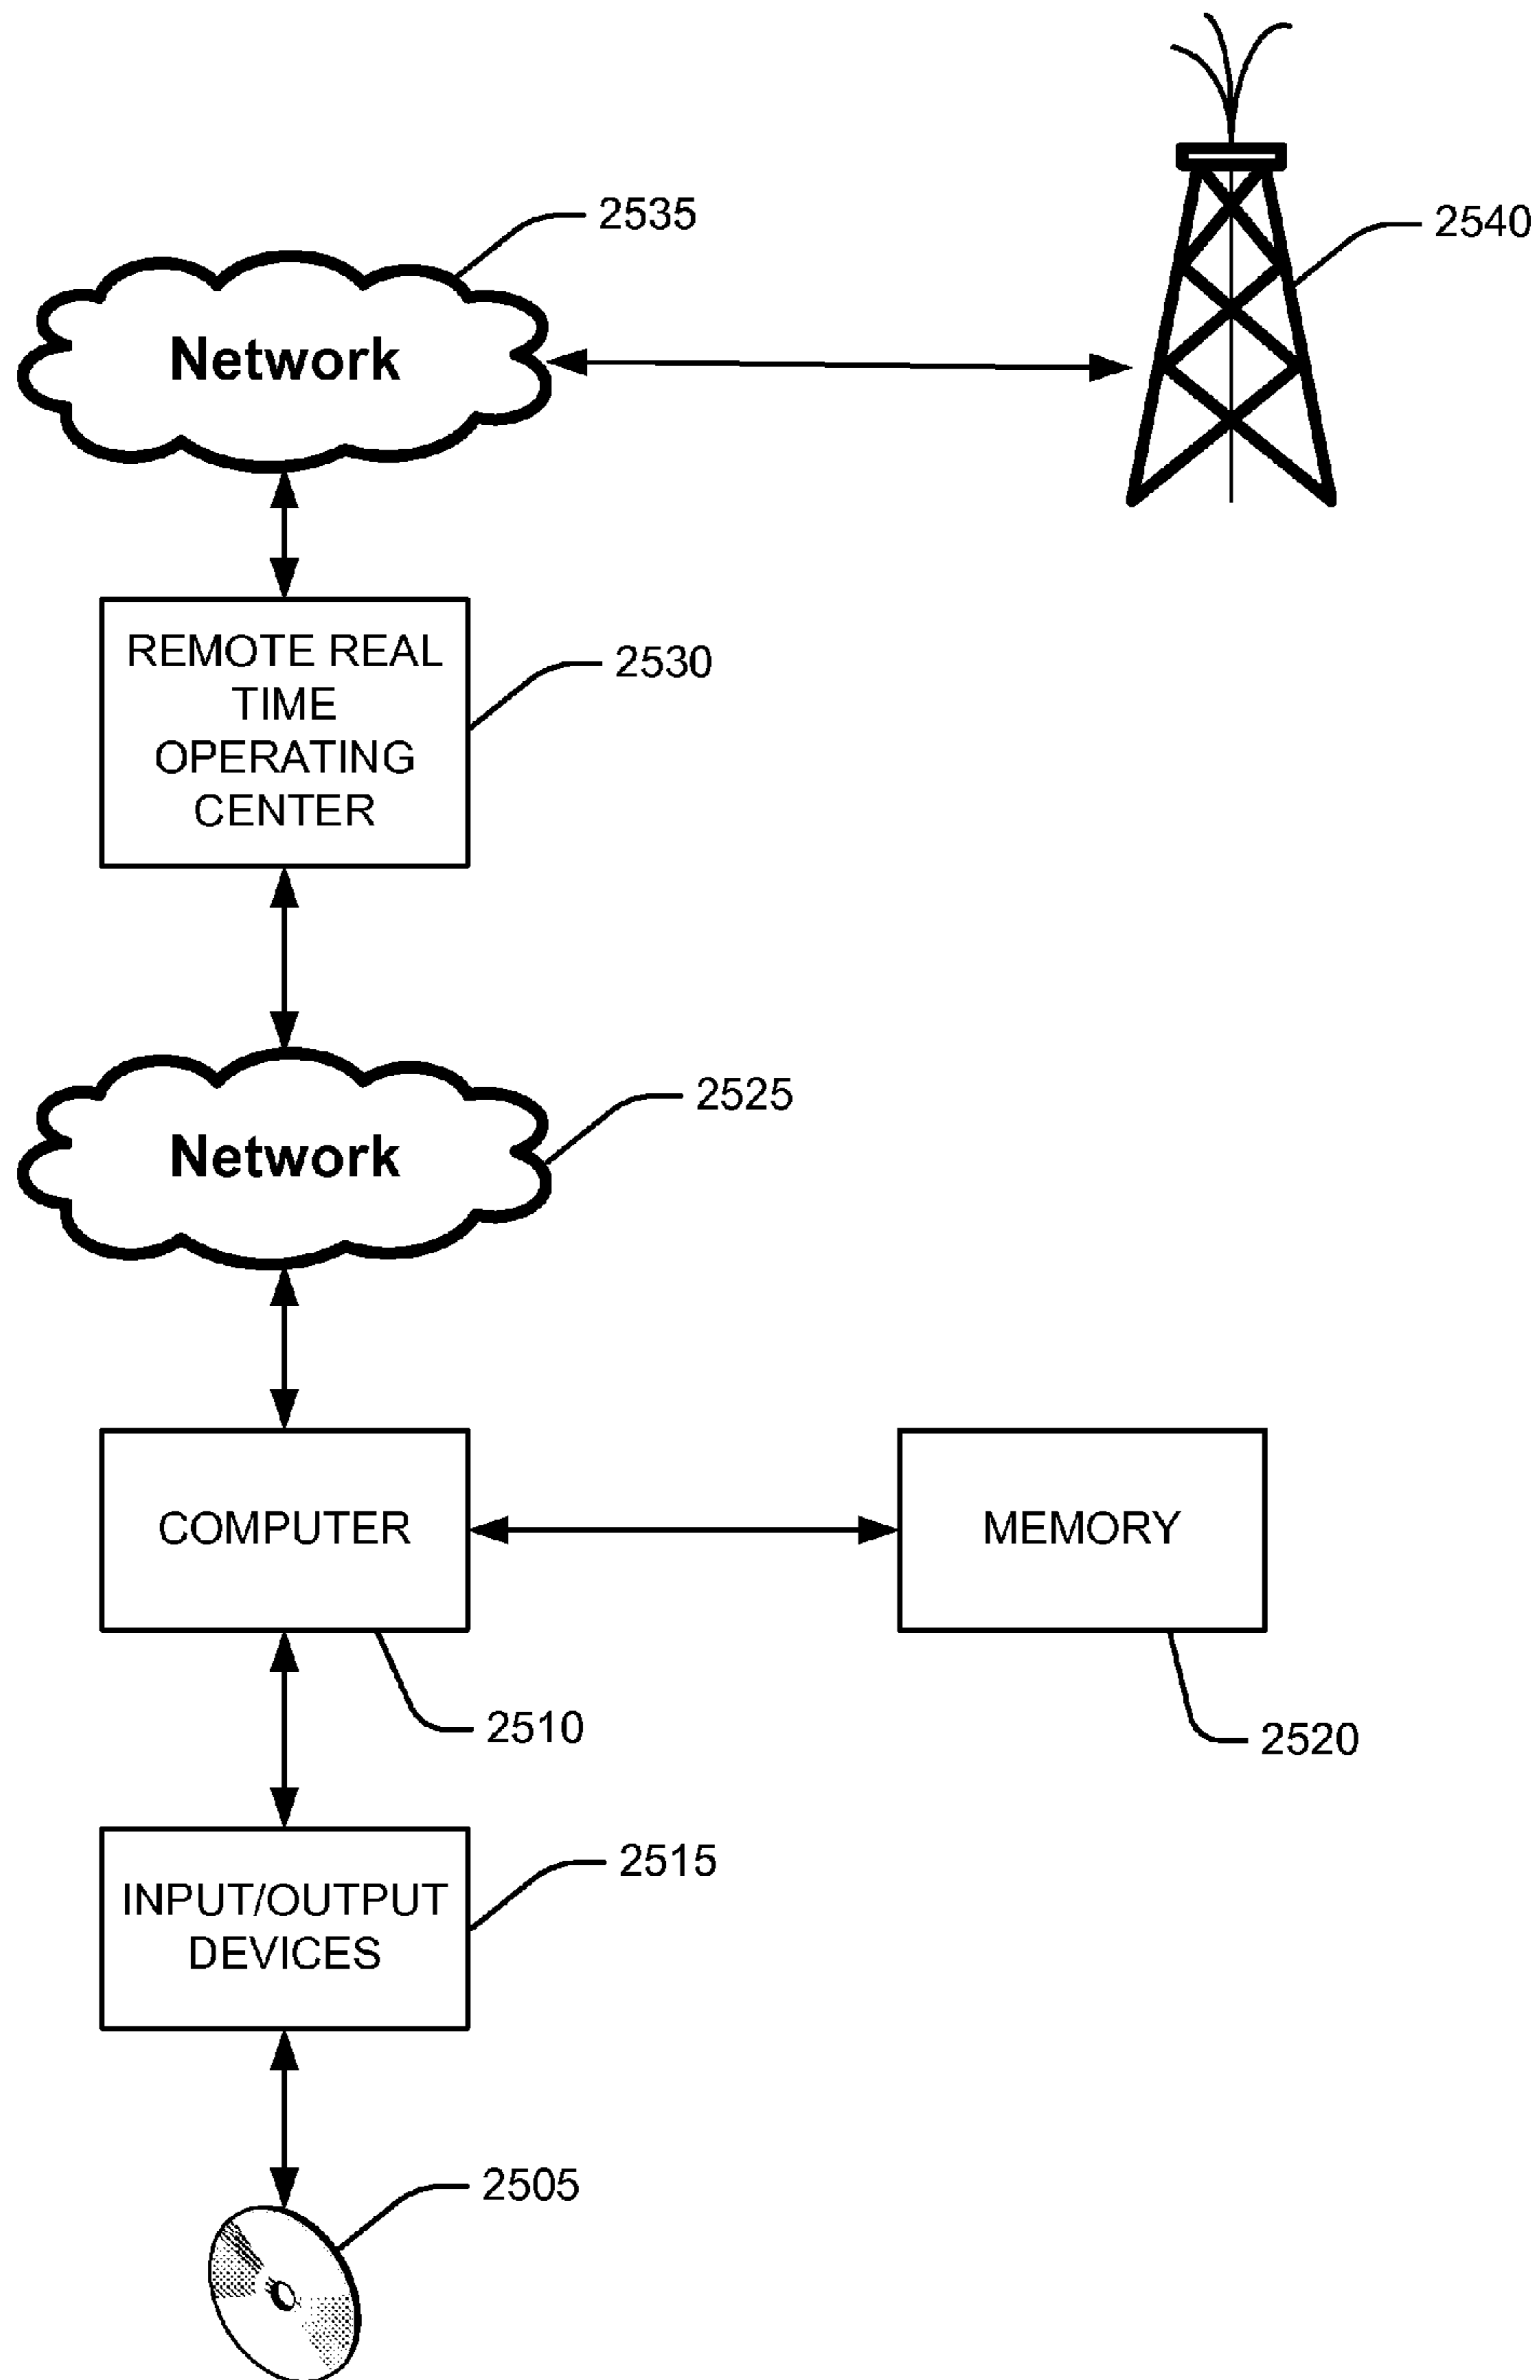 2535
2540
Network
REMOTE REAL
TIME
OPERATING
CENTER
2530
2525
Network
COMPUTER
MEMORY
2510
2520
INPUT/OUTPUT
DEVICES
2515
2505